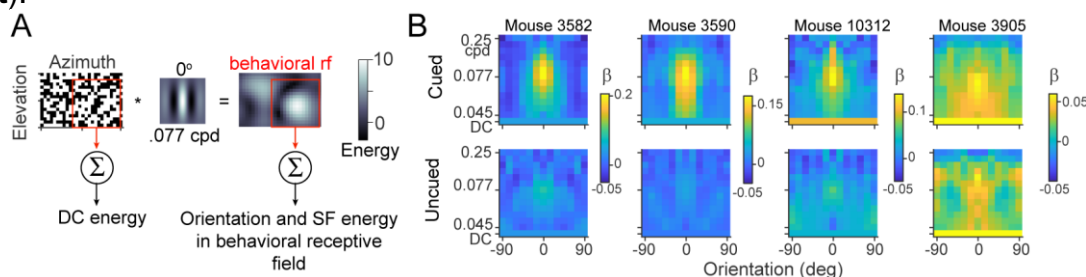 t).
A
Elevation
Azimuth
*
0°
.077 cpd
=
behavioral rf
10
0
Energy
Σ
Σ
DC energy
Orientation and SF energy
in behavioral receptive
field
B
Mouse 3582
Mouse 3590
Mouse 10312
Mouse 3905
Cued
0.25
cpd
0.077
0.045
DC
β
0.2
0
-0.05
β
0.15
0
-0.05
β
0.1
0
-0.05
β
0.05
0
-0.05
Uncued
0.25
0.077
0.045
DC
-90 0 90
-90 0 90
-90 0 90
-90 0 90
Orientation (deg)